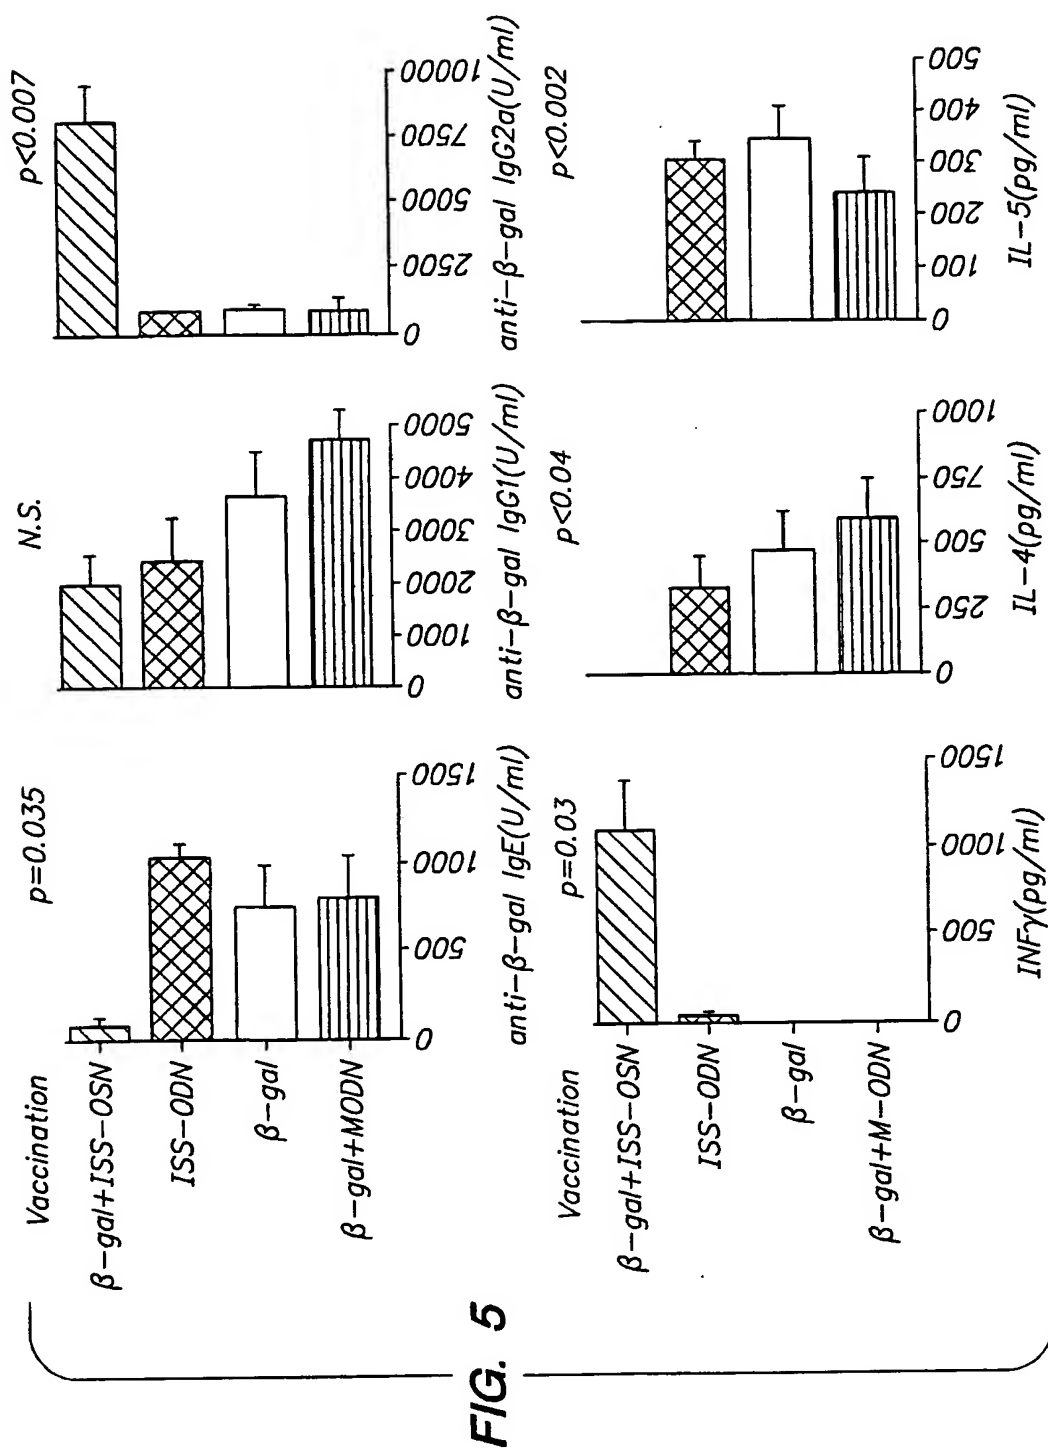 FIG. 5
Vaccination
β-gal+ISS-OSN
ISS-ODN
β-gal
β-gal+MODN
p=0.035
0 500 1000 1500
anti-β-gal IgE(U/ml)
N.S.
0 1000 2000 3000 4000 5000
anti-β-gal IgG1(U/ml)
p<0.007
0 2500 5000 7500 10000
anti-β-gal IgG2a(U/ml)
Vaccination
β-gal+ISS-OSN
ISS-ODN
β-gal
β-gal+M-ODN
p=0.03
0 500 1000 1500
INFγ(pg/ml)
p<0.04
0 250 500 750 1000
IL-4(pg/ml)
p<0.002
0 100 200 300 400 500
IL-5(pg/ml)